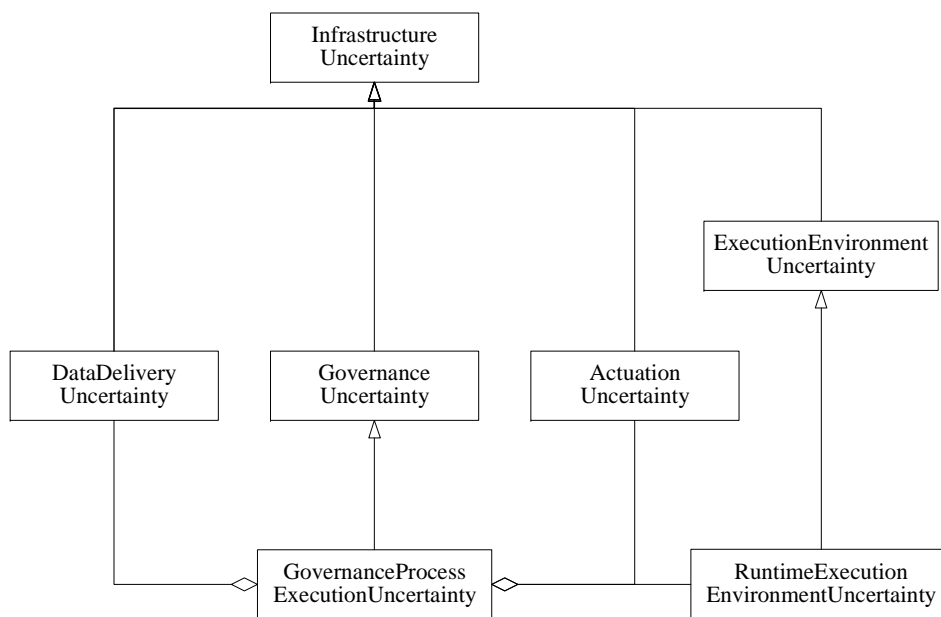 Infrastructure
Uncertainty
ExecutionEnvironment
Uncertainty
DataDelivery
Uncertainty
Governance
Uncertainty
Actuation
Uncertainty
GovernanceProcess
ExecutionUncertainty
RuntimeExecution
EnvironmentUncertainty